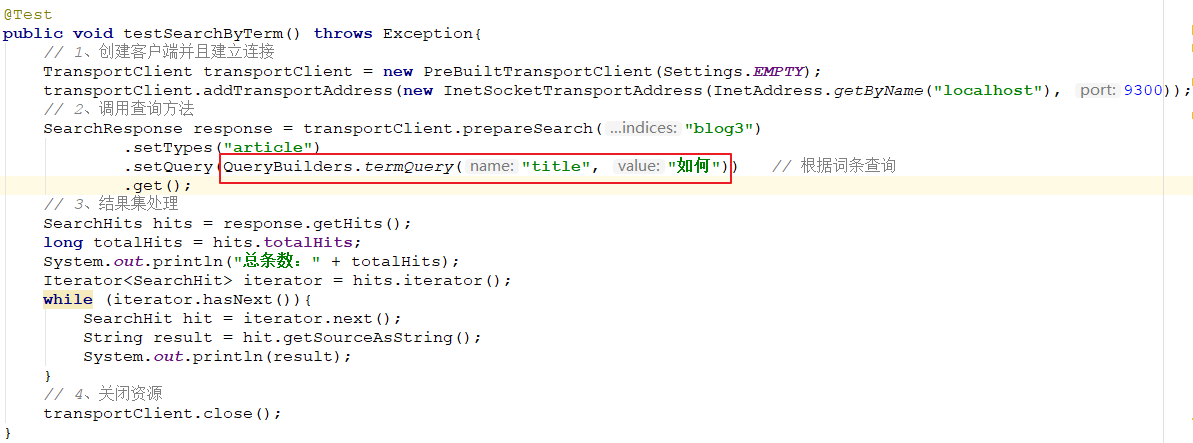 @Test
public void testSearchByTerm() throws Exception{
// 1、创建客户端并且建立连接
TransportClient transportClient = new PreBuiltTransportClient(Settings.EMPTY);
transportClient.addTransportAddress(new InetSocketTransportAddress(InetAddress.getByName("localhost"), port: 9300));
// 2、调用查询方法
SearchResponse response = transportClient.prepareSearch( ...indices: "blog3")
.setTypes("article")
.setQuery(QueryBuilders.termQuery( name: "title", value: "如何")) // 根据词条查询
.get();
// 3、结果集处理
SearchHits hits = response.getHits();
long totalHits = hits.totalHits;
System.out.println("总条数：" + totalHits);
Iterator<SearchHit> iterator = hits.iterator();
while (iterator.hasNext()){
SearchHit hit = iterator.next();
String result = hit.getSourceAsString();
System.out.println(result);
}
// 4、关闭资源
transportClient.close();
}